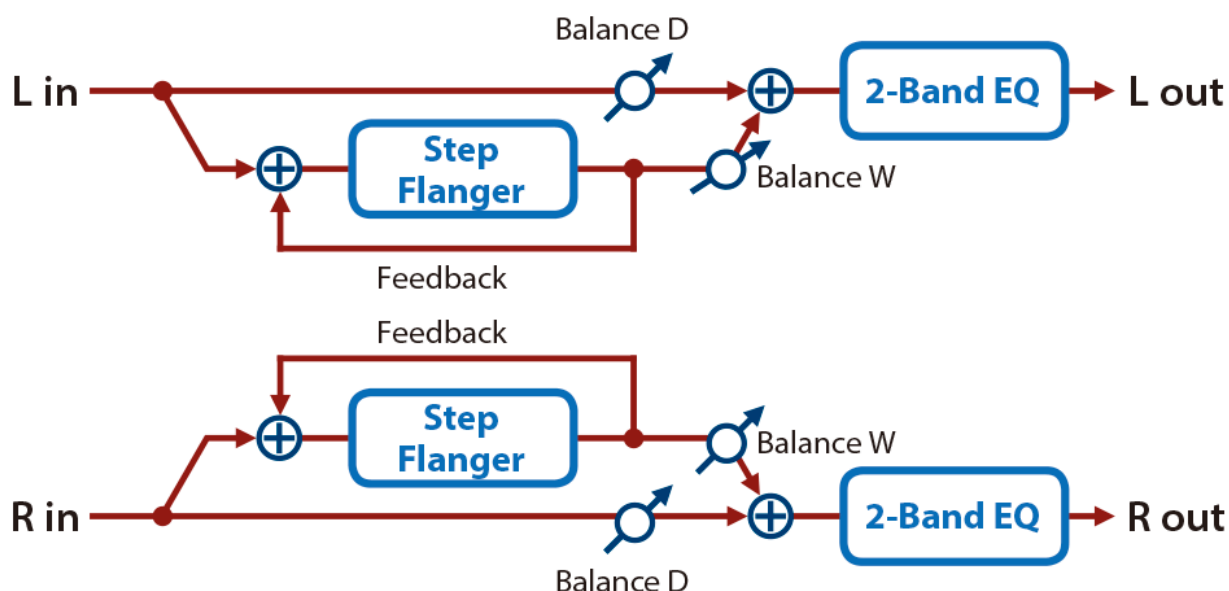 Balance D
L in
2-Band EQ
L out
Step
Flanger
Balance W
Feedback
Feedback
Step
Flanger
Balance W
R in
2-Band EQ
R out
Balance D